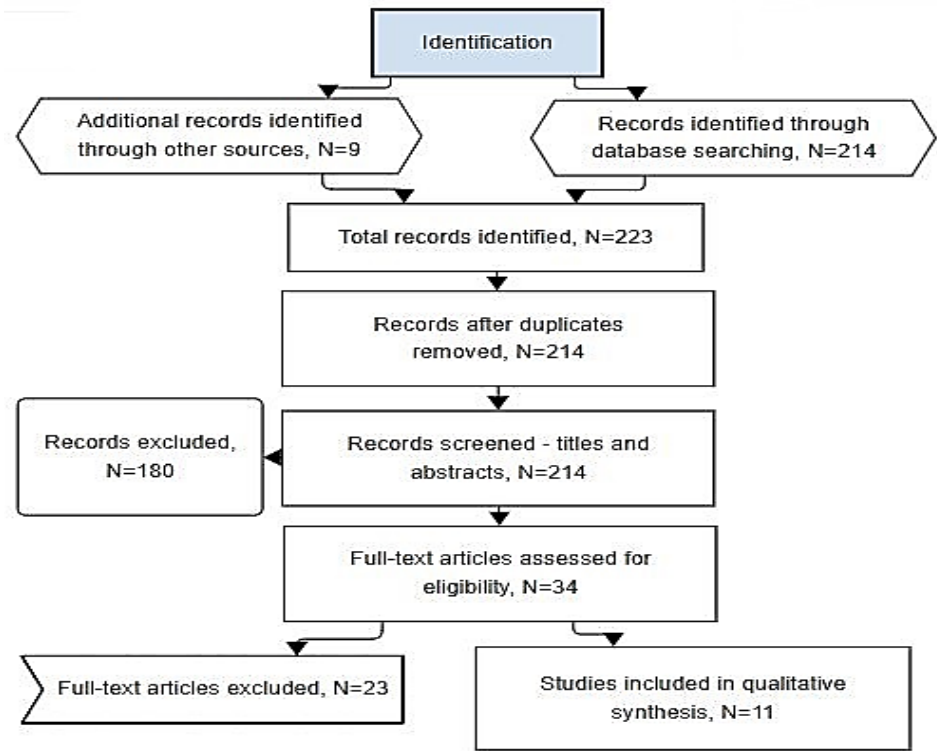 Identification
Additional records identified
through other sources, N=9
Records identified through
database searching, N=214
Total records identified, N=223
Records after duplicates
removed, N=214
Records excluded,
N=180
Records screened - titles and
abstracts, N=214
Full-text articles assessed for
eligibility, N=34
Full-text articles excluded, N=23
Studies included in qualitative
synthesis, N=11